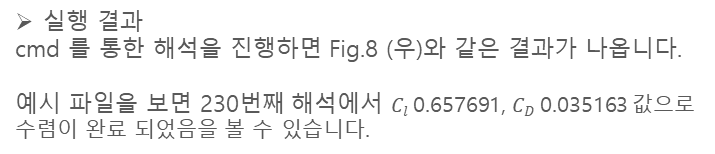 ➢ 실행 결과
cmd 를 통한 해석을 진행하면 Fig.8 (우)와 같은 결과가 나옵니다.
예시 파일을 보면 230번째 해석에서 𝐶𝑙 0.657691, 𝐶𝐷 0.035163 값으로
수렴이 완료 되었음을 볼 수 있습니다.